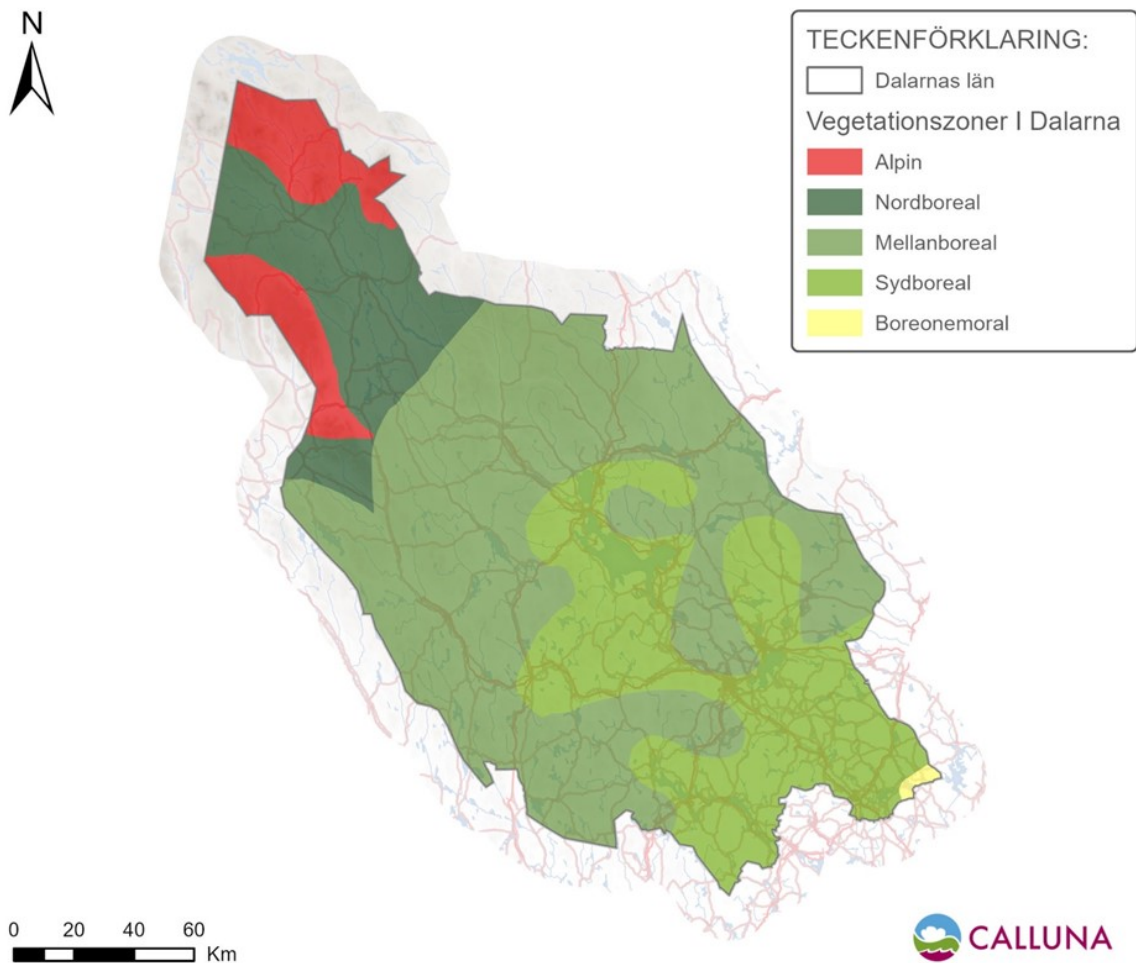 N
TECKENFÖRKLARING:
Dalarnas län
Vegetationszoner I Dalarna
Alpin
Nordboreal
Mellanboreal
Sydboreal
Boreonemoral
0 20 40 60
Km
CALLUNA